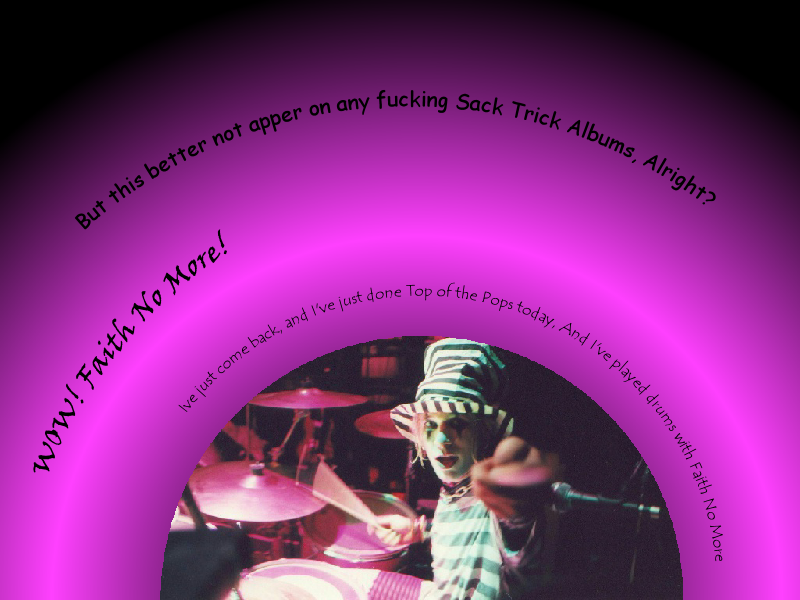 But this better not apper on any fucking Sack Trick Albums, Alright?
WOW! Faith No More!
Ive just come back, and I've just done Top of the Pops today, And I've played drums with Faith No More